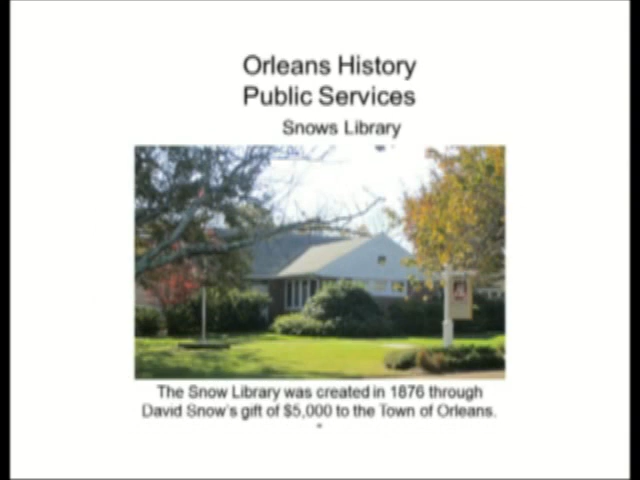 Orleans History
Public Services
Snows Library
The Snow Library was created in 1876 through
David Snow's gift of $5,000 to the Town of Orleans.